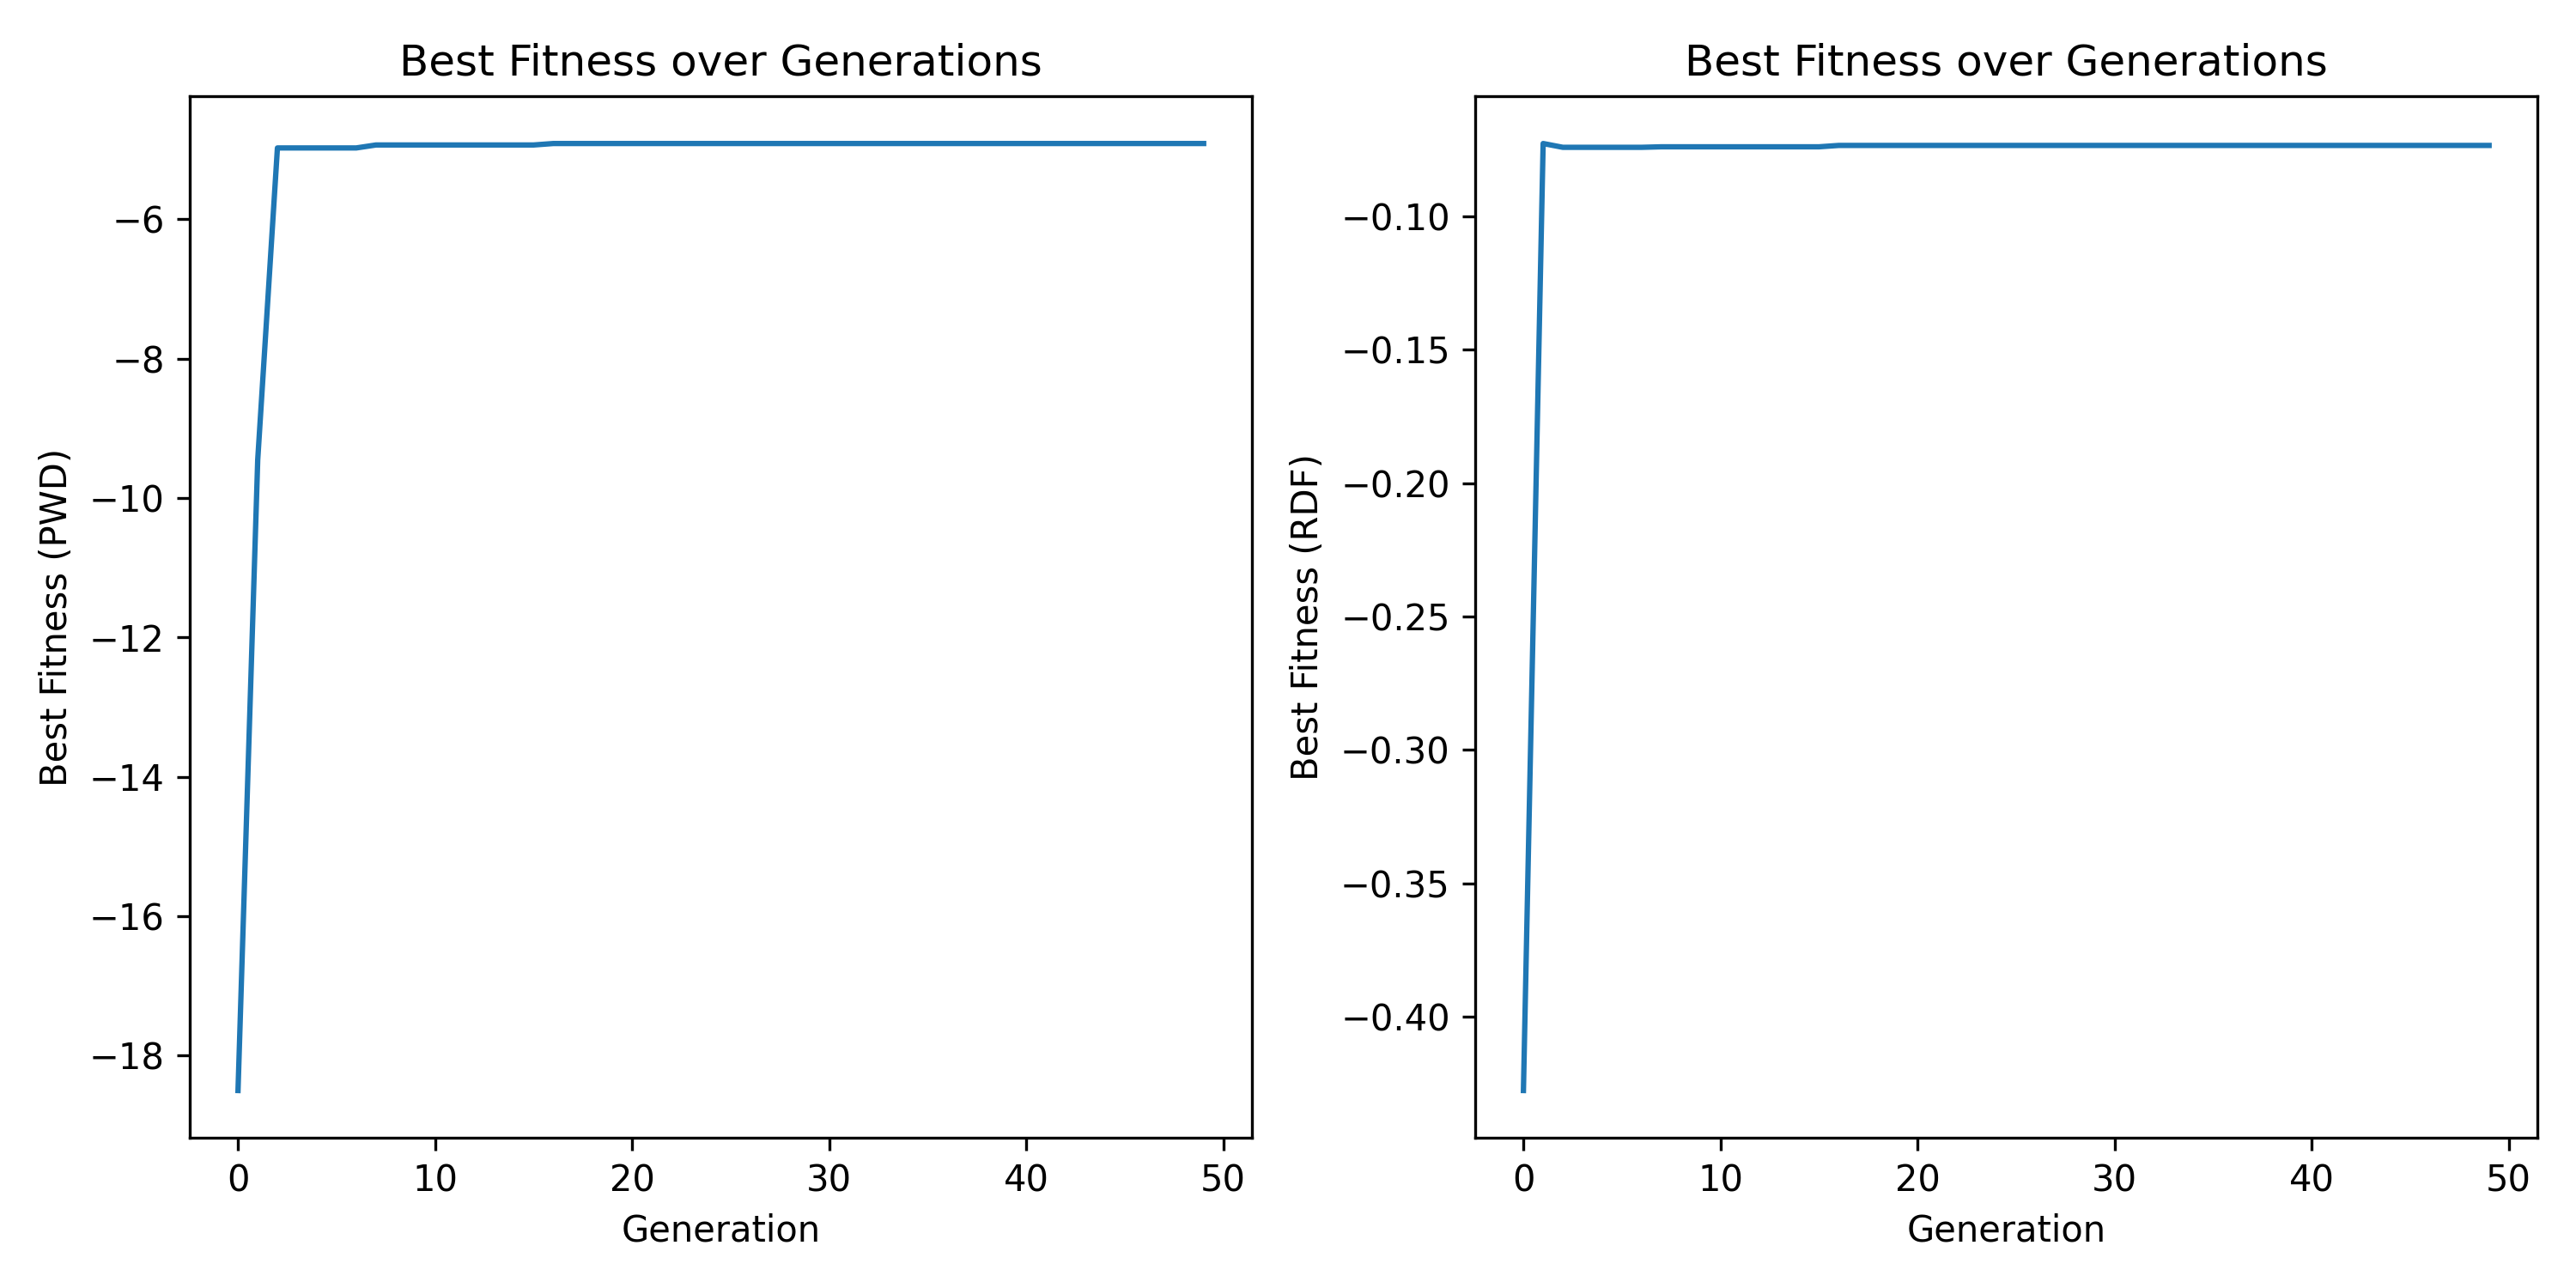 Best Fitness over Generations
Best Fitness (PWD)
−6
−8
−10
−12
−14
−16
−18
0 10 20 30 40 50
Generation
Best Fitness over Generations
Best Fitness (RDF)
−0.10
−0.15
−0.20
−0.25
−0.30
−0.35
−0.40
0 10 20 30 40 50
Generation